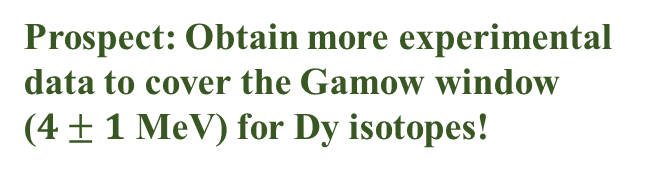 Prospect: Obtain more experimental
data to cover the Gamow window
(4 ± 1 MeV) for Dy isotopes!